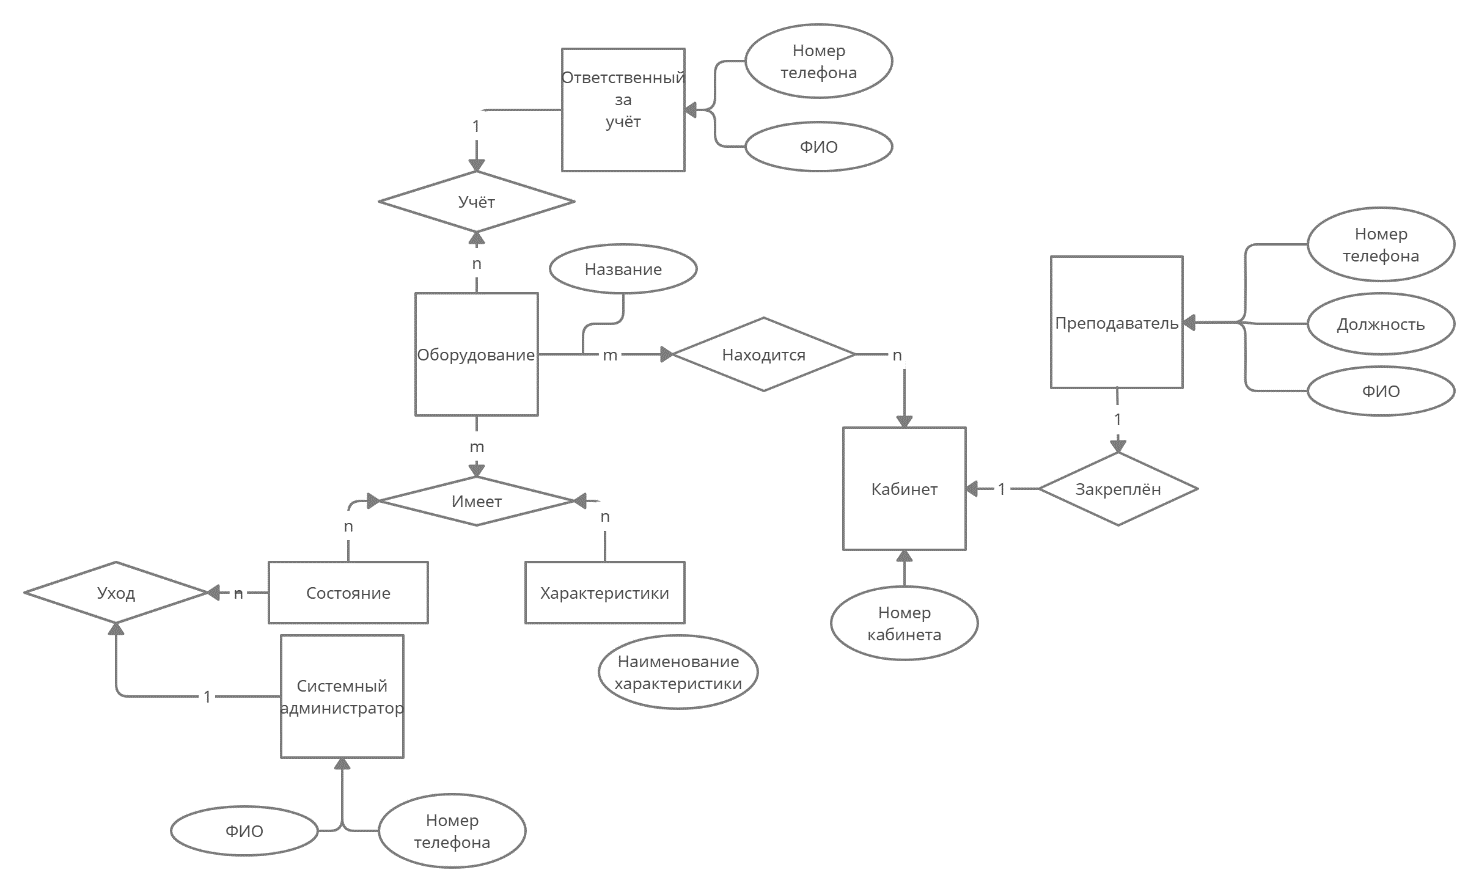 Номер
телефона
Ответственный
за
учёт
1
ФИО
Учёт
n
Название
Номер
телефона
Преподаватель
Должность
Оборудование
m
Находится
n
ФИО
1
m
Кабинет
1
Закреплён
Имеет
n
n
Уход
n
Состояние
Характеристики
Номер
кабинета
Наименование
характеристики
Системный
администратор
1
ФИО
Номер
телефона